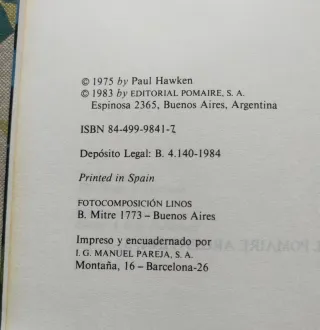 © 1975 by Paul Hawken
© 1983 by EDITORIAL POMAIRE, S. A.
Espinosa 2365, Buenos Aires, Argentina
ISBN 84-499-9841-7
Depósito Legal: B. 4.140-1984
Printed in Spain
FOTOCOMPOSICIÓN LINOS
B. Mitre 1773 – Buenos Aires
Impreso y encuadernado por
I. G. MANUEL PAREJA, S. A.
Montaña, 16 – Barcelona-26